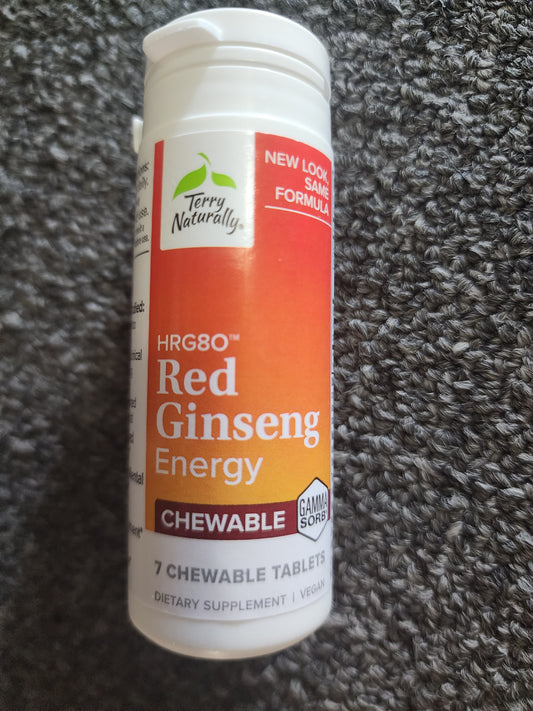 Terry
Naturally®
NEW LOOK,
SAME
FORMULA
HRG80™
Red
Ginseng
Energy
CHEWABLE
GAMMA
SORB®
7 CHEWABLE TABLETS
DIETARY SUPPLEMENT | VEGAN